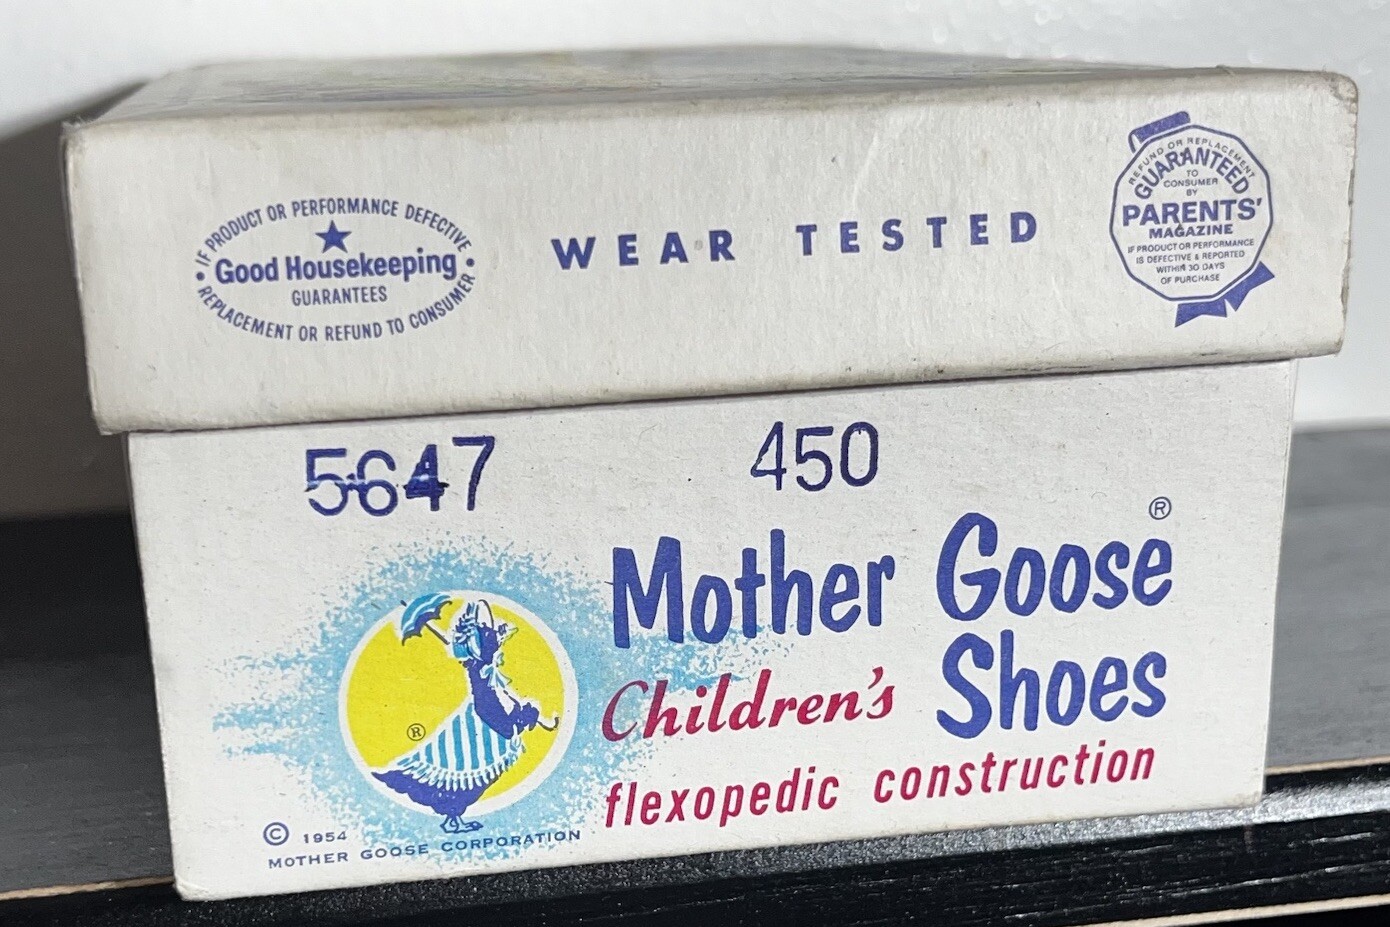 IF PRODUCT OR PERFORMANCE DEFECTIVE
Good Housekeeping
GUARANTEES
REPLACEMENT OR REFUND TO CONSUMER
WEAR TESTED
REFUND OR REPLACEMENT
GUARANTEED
TO
CONSUMER
BY
PARENTS'
MAGAZINE
IF PRODUCT OR PERFORMANCE
IS DEFECTIVE & REPORTED
WITHIN 30 DAYS
OF PURCHASE
5647 450
Mother Goose ®
Children's Shoes
flexopedic construction
®
© 1954
MOTHER GOOSE CORPORATION